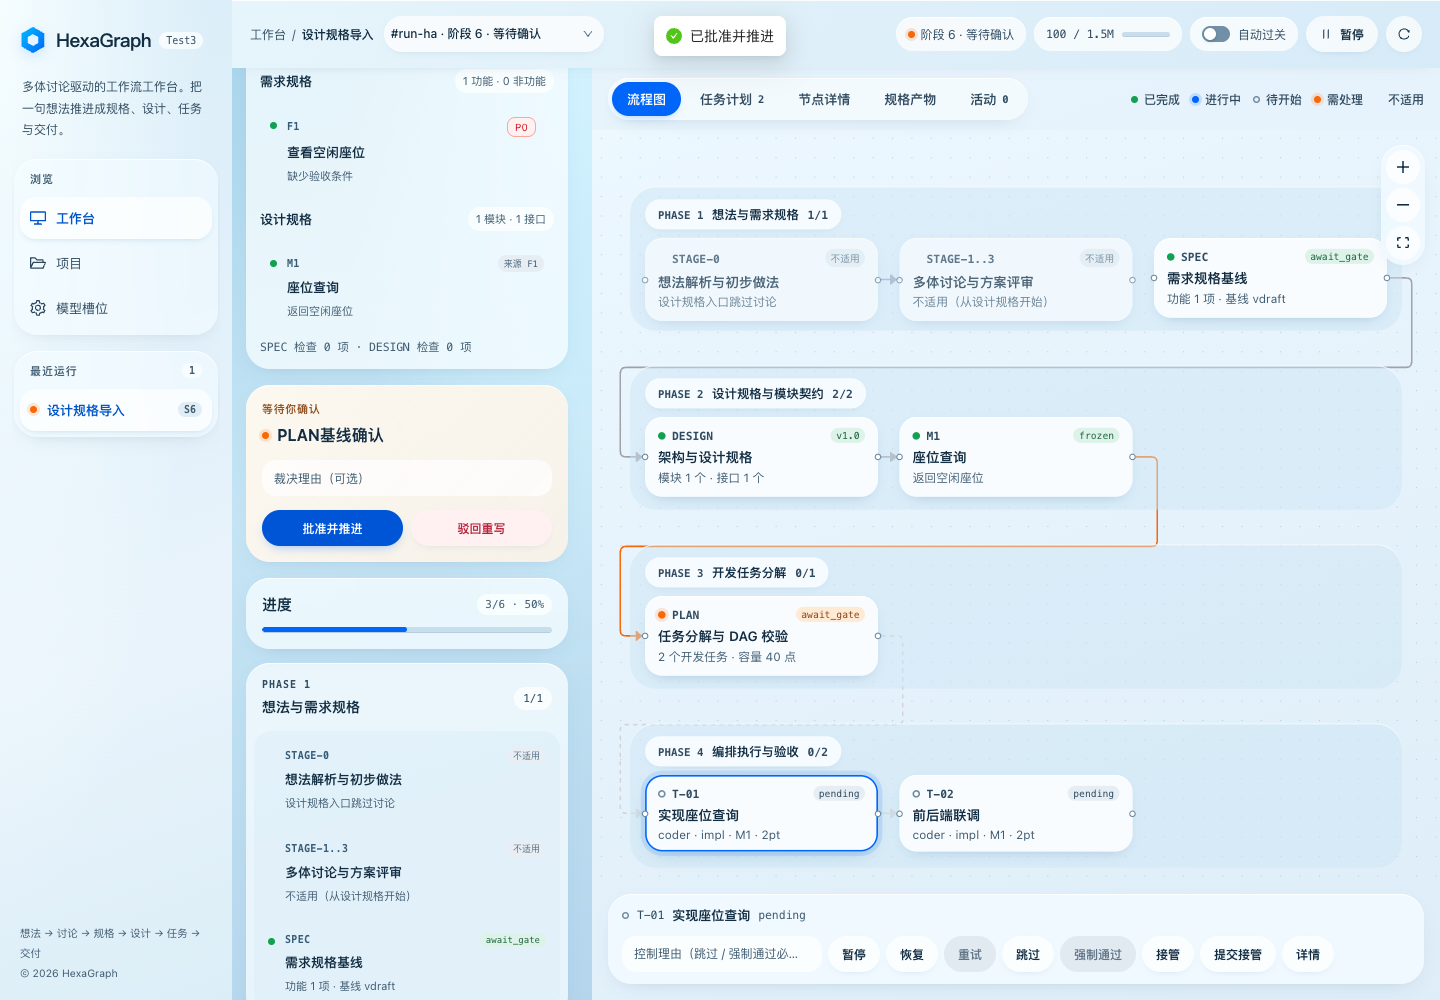 HexaGraph Test3
多体讨论驱动的工作流工作台。把
一句想法推进成规格、设计、任务
与交付。
浏览
工作台
项目
模型槽位
最近运行 1
设计规格导入 S6
想法 → 讨论 → 规格 → 设计 → 任务 →
交付
© 2026 HexaGraph
工作台 / 设计规格导入
#run-ha · 阶段 6 · 等待确认
已批准并推进
阶段 6 · 等待确认
100 / 1.5M
自动过关
暂停
需求规格 1 功能 · 0 非功能
F1 P0
查看空闲座位
缺少验收条件
设计规格 1 模块 · 1 接口
M1 来源 F1
座位查询
返回空闲座位
SPEC 检查 0 项 · DESIGN 检查 0 项
等待你确认
PLAN基线确认
裁决理由（可选）
批准并推进 驳回重写
进度 3/6 · 50%
PHASE 1
想法与需求规格 1/1
STAGE-0 不适用
想法解析与初步做法
设计规格入口跳过讨论
STAGE-1..3 不适用
多体讨论与方案评审
不适用（从设计规格开始）
SPEC await_gate
需求规格基线
功能 1 项 · 基线 vdraft
流程图 任务计划 2 节点详情 规格产物 活动 0
已完成 进行中 待开始 需处理 不适用
PHASE 1 想法与需求规格 1/1
STAGE-0 不适用
想法解析与初步做法
设计规格入口跳过讨论
STAGE-1..3 不适用
多体讨论与方案评审
不适用（从设计规格开始）
SPEC await_gate
需求规格基线
功能 1 项 · 基线 vdraft
PHASE 2 设计规格与模块契约 2/2
DESIGN v1.0
架构与设计规格
模块 1 个 · 接口 1 个
M1 frozen
座位查询
返回空闲座位
PHASE 3 开发任务分解 0/1
PLAN await_gate
任务分解与 DAG 校验
2 个开发任务 · 容量 40 点
PHASE 4 编排执行与验收 0/2
T-01 pending
实现座位查询
coder · impl · M1 · 2pt
T-02 pending
前后端联调
coder · impl · M1 · 2pt
T-01 实现座位查询 pending
控制理由（跳过 / 强制通过必... 暂停 恢复 重试 跳过 强制通过 接管 提交接管 详情